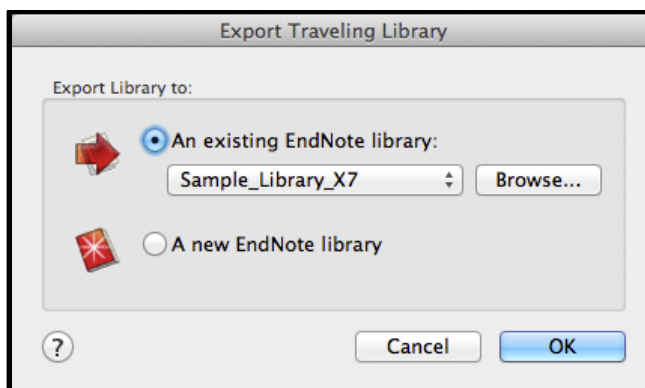 Export Traveling Library
Export Library to:
An existing EndNote library:
Sample_Library_X7
Browse...
A new EndNote library
?
Cancel
OK